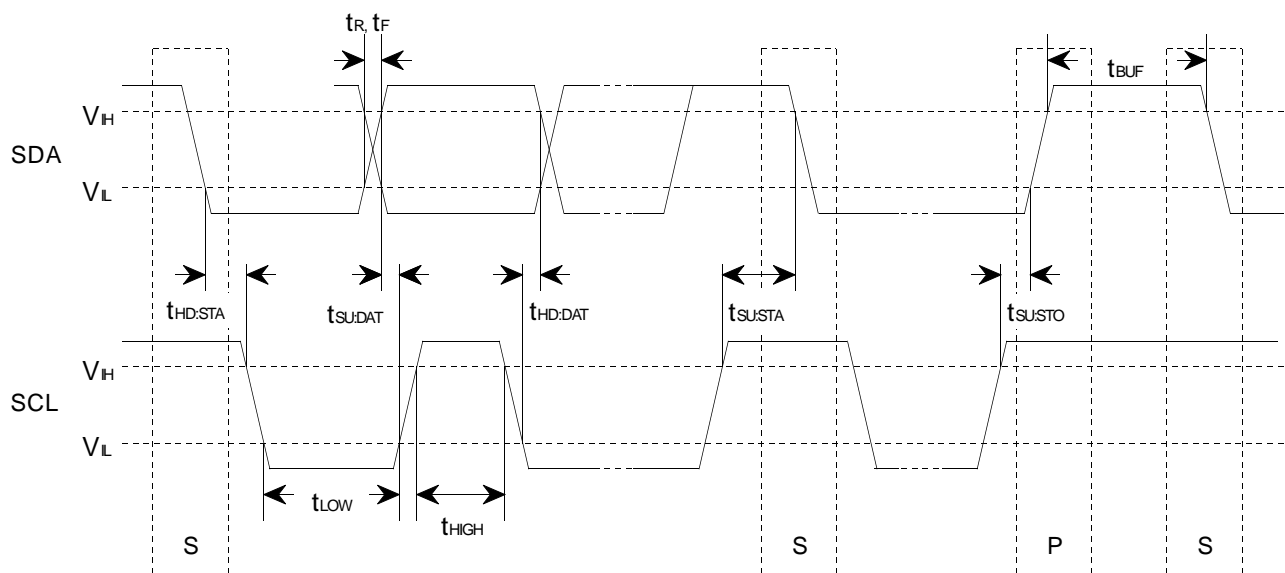 tR, tF
tBUF
VIH
SDA
VIL
tHD:STA
tSU:DAT
tHD:DAT
tSU:STA
tSU:STO
VIH
SCL
VIL
tLOW
tHIGH
S
S
P
S